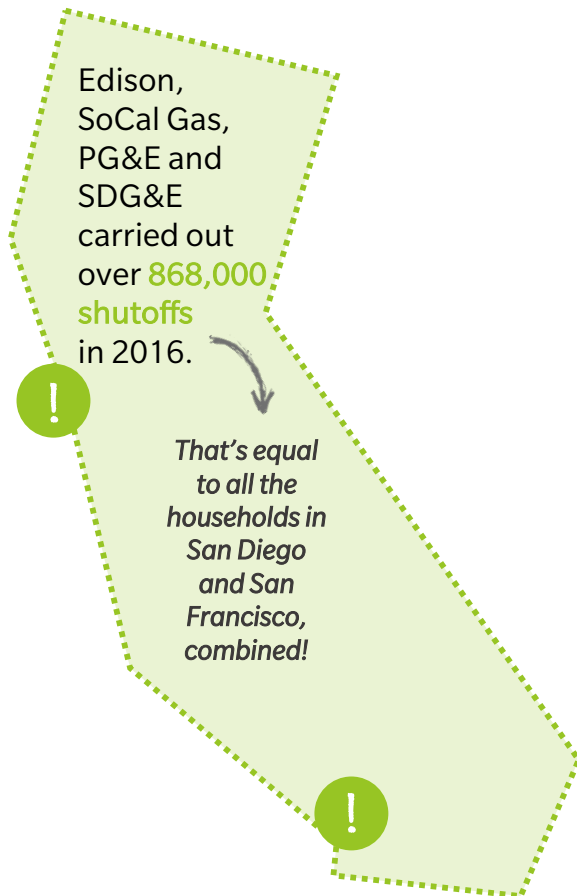 Edison,
SoCal Gas,
PG&E and
SDG&E
carried out
over 868,000
shutoffs
in 2016.
!
That’s equal
to all the
households in
San Diego
and San
Francisco,
combined!
!